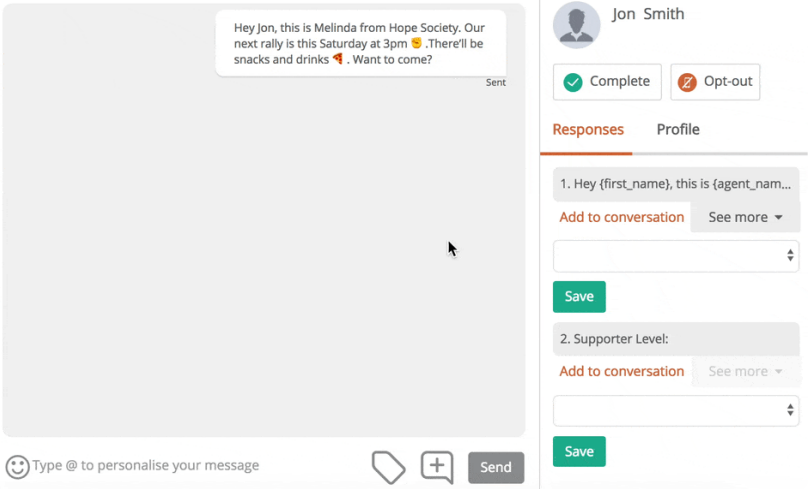 Hey Jon, this is Melinda from Hope Society. Our
next rally is this Saturday at 3pm ✊ .There'll be
snacks and drinks 🍕 . Want to come?
Sent
Type @ to personalise your message
Send
Jon Smith
Complete
Opt-out
Responses
Profile
1. Hey {first_name}, this is {agent_nam...
Add to conversation
See more
Save
2. Supporter Level:
Add to conversation
See more
Save